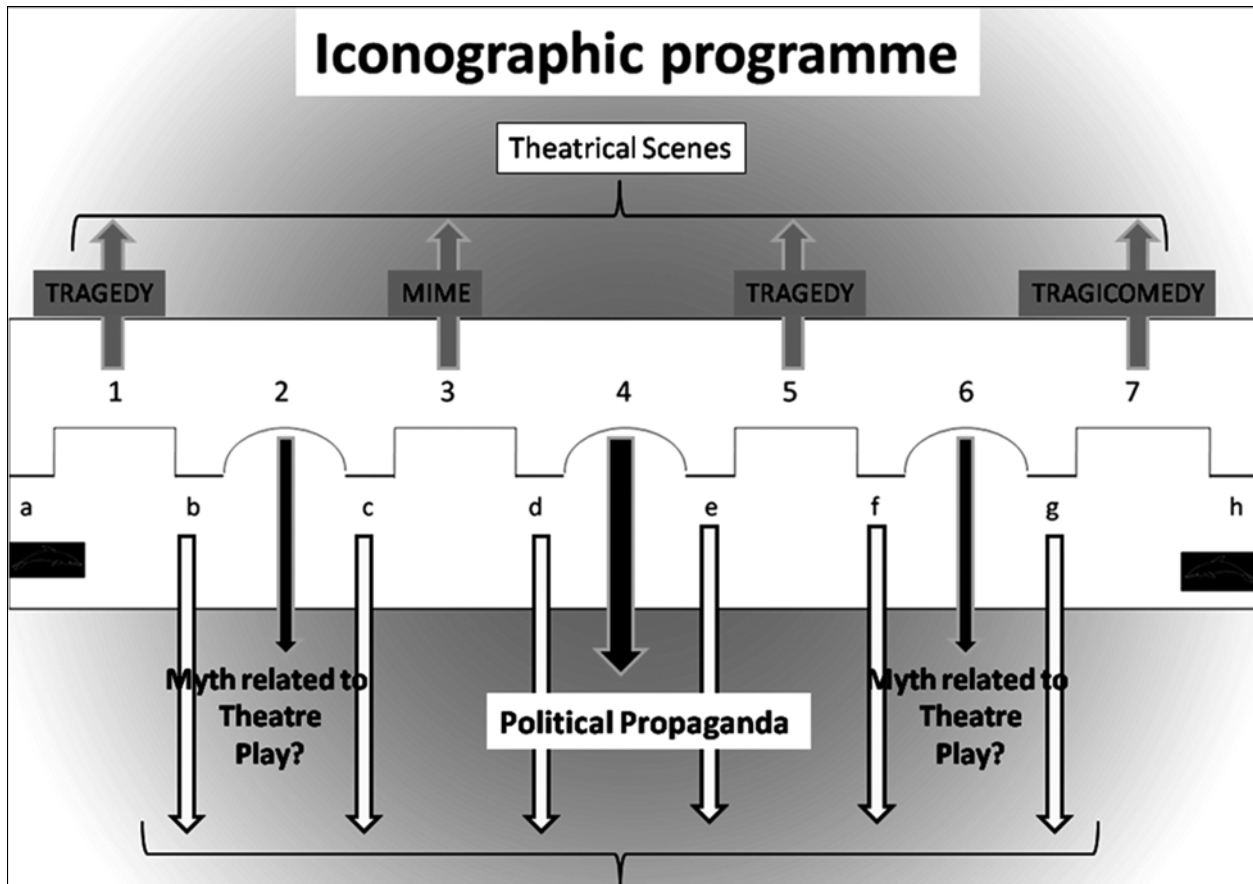 Iconographic programme
Theatrical Scenes
TRAGEDY MIME TRAGEDY TRAGICOMEDY
1 2 3 4 5 6 7
a b c d e f g h
Myth related to
Theatre
Play?
Political Propaganda
Myth related to
Theatre
Play?